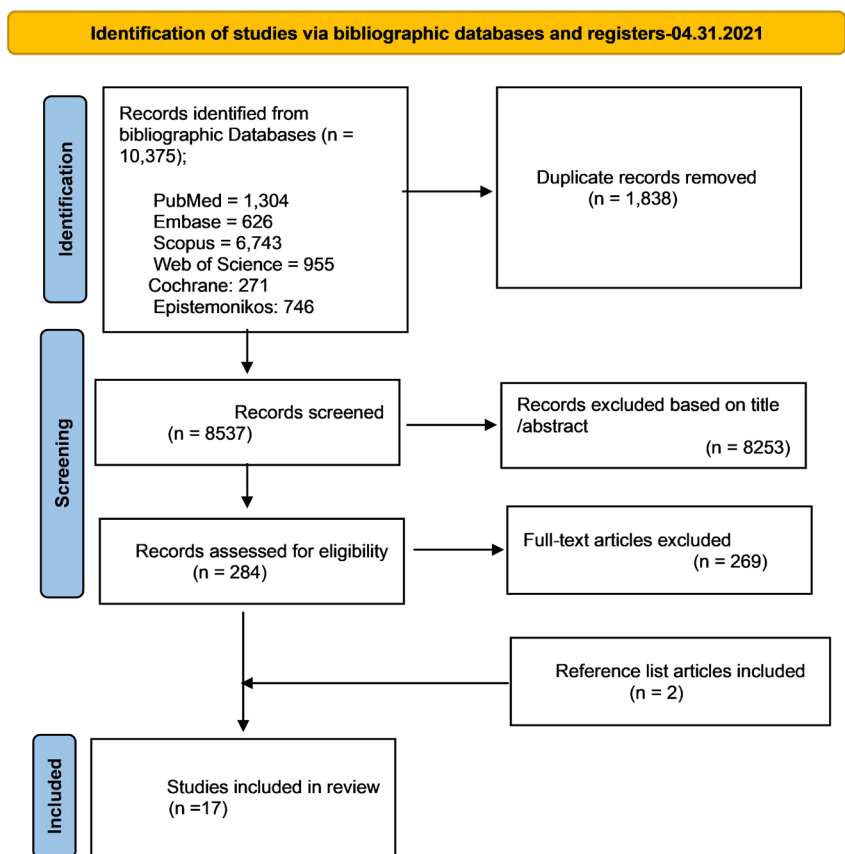 Identification of studies via bibliographic databases and registers-04.31.2021
Identification
Records identified from
bibliographic Databases (n =
10,375);
PubMed = 1,304
Embase = 626
Scopus = 6,743
Web of Science = 955
Cochrane: 271
Epistemonikos: 746
Duplicate records removed
(n = 1,838)
Screening
Records screened
(n = 8537)
Records excluded based on title
/abstract
(n = 8253)
Records assessed for eligibility
(n = 284)
Full-text articles excluded
(n = 269)
Reference list articles included
(n = 2)
Included
Studies included in review
(n =17)